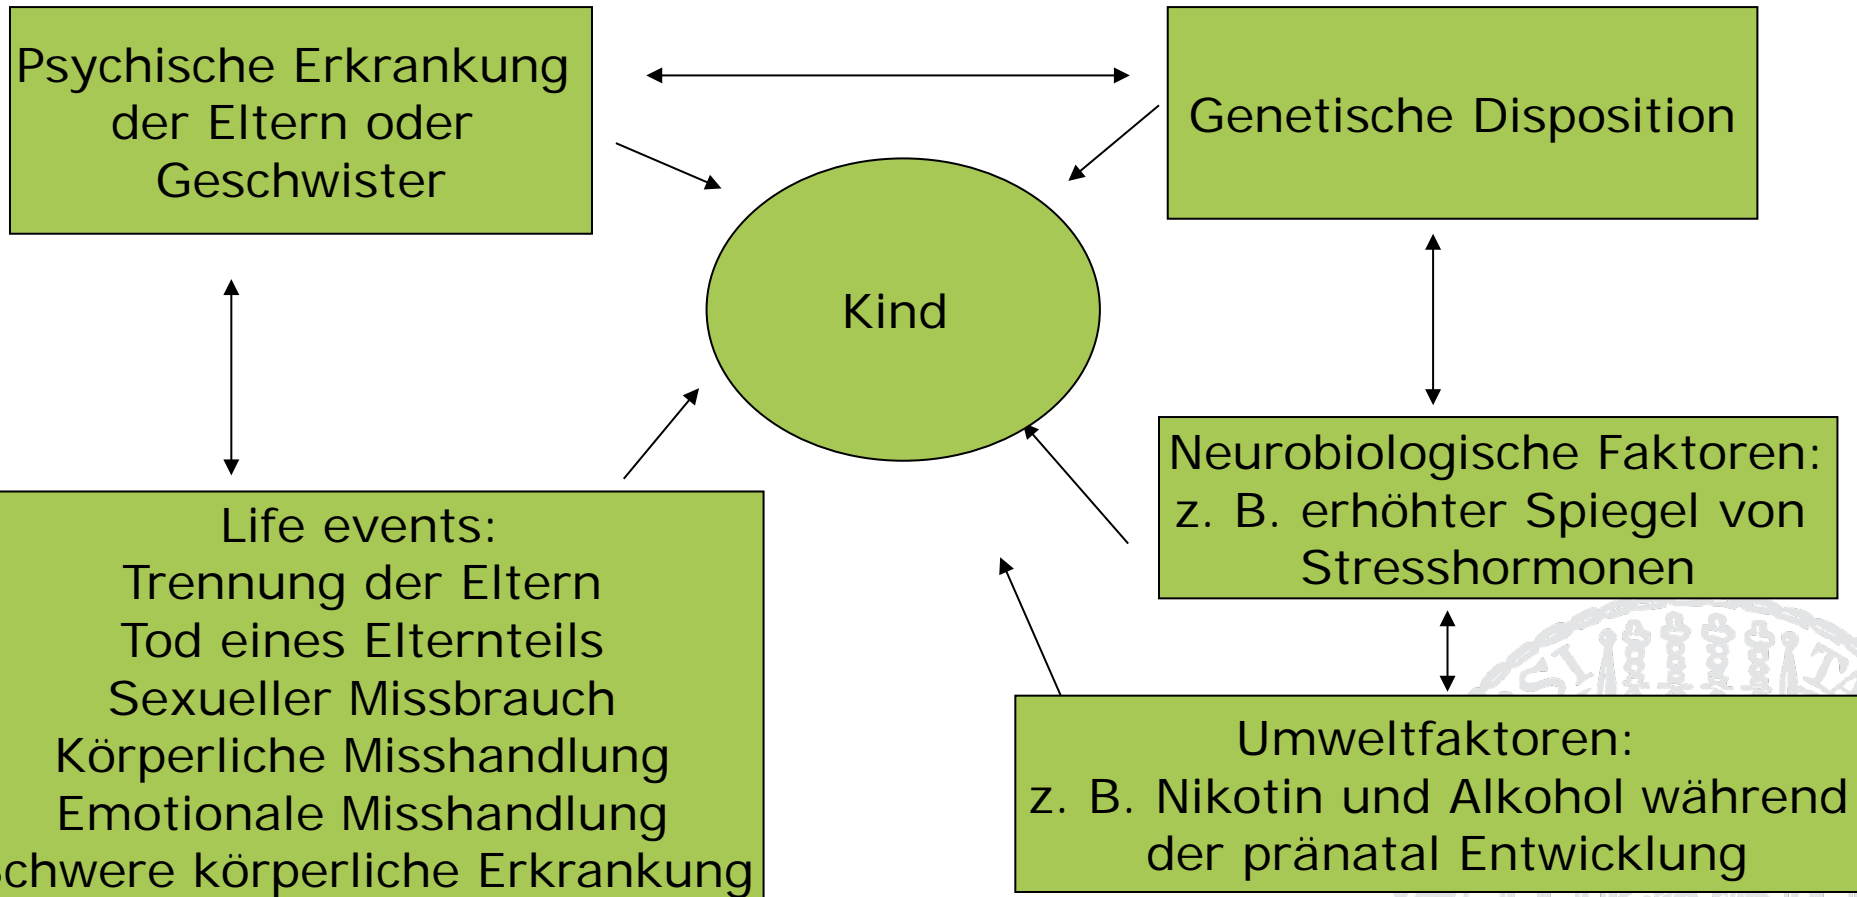 Psychische Erkrankung
der Eltern oder
Geschwister
Genetische Disposition
Kind
Neurobiologische Faktoren:
z. B. erhöhter Spiegel von
Stresshormonen
Life events:
Trennung der Eltern
Tod eines Elternteils
Sexueller Missbrauch
Körperliche Misshandlung
Emotionale Misshandlung
körperliche Erkrankung
Umweltfaktoren:
z. B. Nikotin und Alkohol während
der pränatal Entwicklung